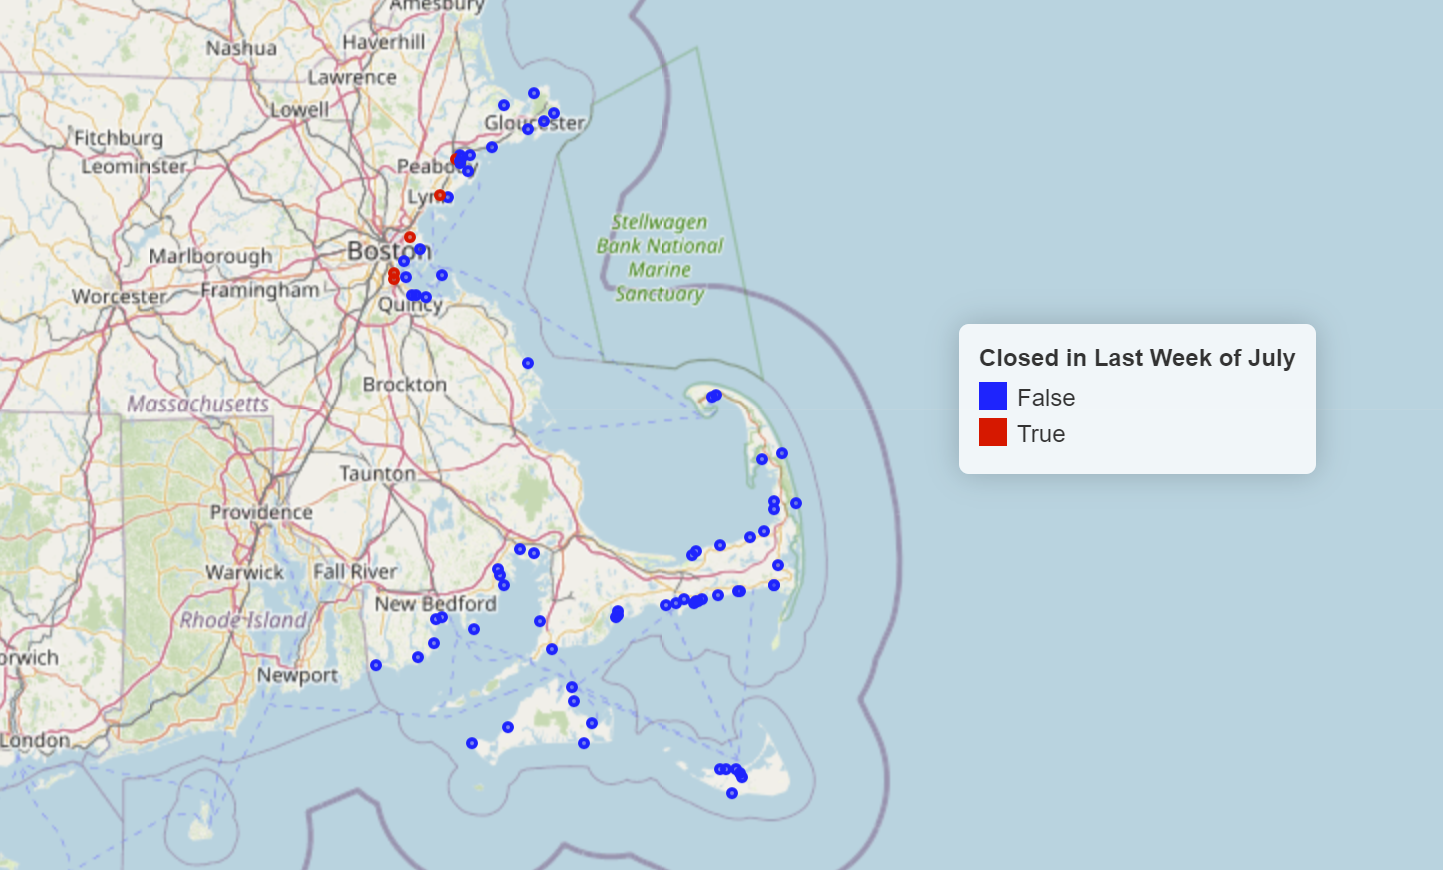 Amesbury
Haverhill
Nashua
Lawrence
Lowell
Gloucester
Fitchburg
Leominster
Peabody
Lynn
Stellwagen
Bank National
Marine
Sanctuary
Boston
Marlborough
Framingham
Worcester
Quincy
Closed in Last Week of July
False
True
Brockton
Massachusetts
Taunton
Providence
Warwick
Fall River
New Bedford
Rhode Island
orwich
Newport
London